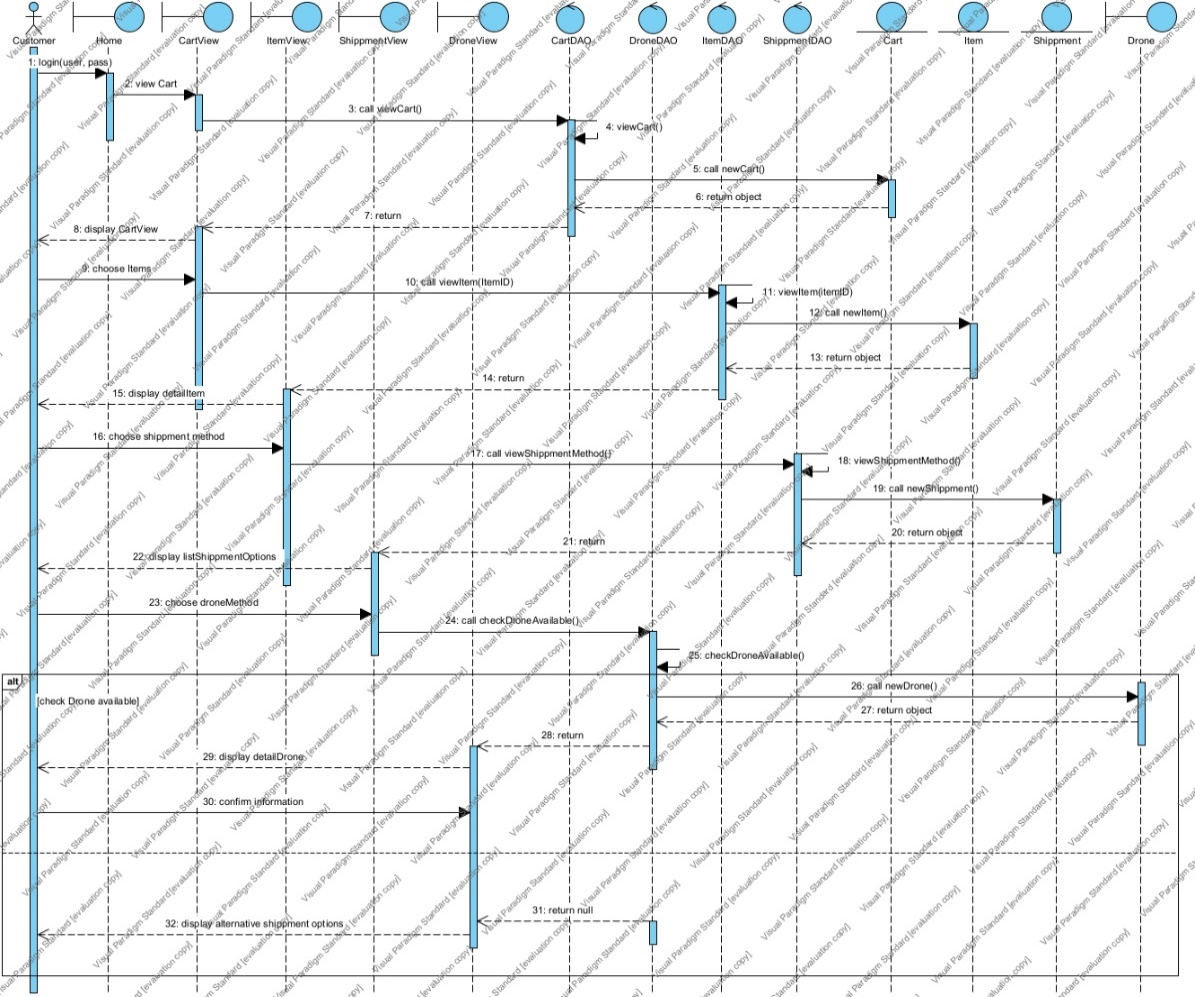 Customer
Home
CartView
ItemView
ShippmentView
DroneView
CartDAO
DroneDAO
ItemDAO
ShippmentDAO
Cart
Item
Shippment
Drone
1: login(user, pass)
2: view Cart
3: call viewCart()
4: viewCart()
5: call newCart()
6: return object
7: return
8: display CartView
9: choose Items
10: call viewItem(ItemID)
11: viewItem(itemID)
12: call newItem()
13: return object
14: return
15: display detailItem
16: choose shippment method
17: call viewShippmentMethod()
18: viewShippmentMethod()
19: call newShippment()
20: return object
21: return
22: display listShippmentOptions
23: choose droneMethod
24: call checkDroneAvailable()
25: checkDroneAvailable()
alt
[check Drone available]
26: call newDrone()
27: return object
28: return
29: display detailDrone
30: confirm information
31: return null
32: display alternative shippment options
Visual Paradigm Standard [evaluation copy]